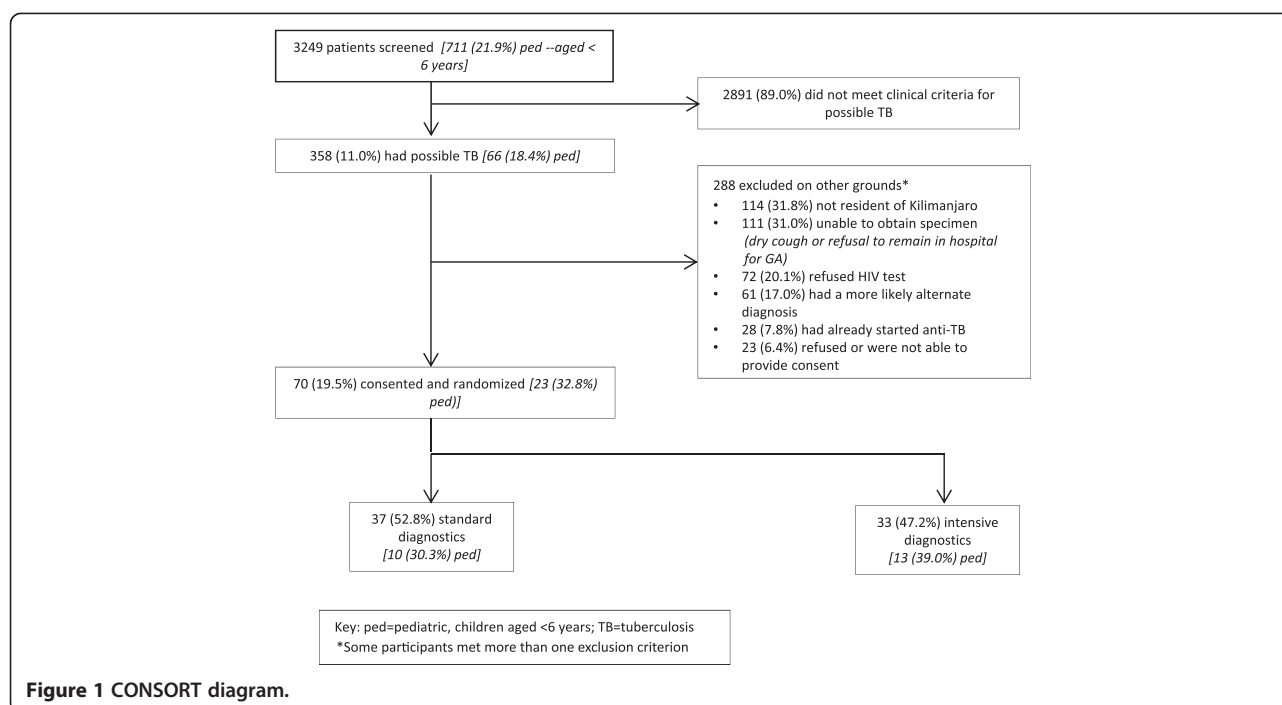 3249 patients screened [711 (21.9%) ped --aged <
6 years]
2891 (89.0%) did not meet clinical criteria for
possible TB
358 (11.0%) had possible TB [66 (18.4%) ped]
288 excluded on other grounds*
• 114 (31.8%) not resident of Kilimanjaro
• 111 (31.0%) unable to obtain specimen
(dry cough or refusal to remain in hospital
for GA)
• 72 (20.1%) refused HIV test
• 61 (17.0%) had a more likely alternate
diagnosis
• 28 (7.8%) had already started anti-TB
• 23 (6.4%) refused or were not able to
provide consent
70 (19.5%) consented and randomized [23 (32.8%)
ped)]
37 (52.8%) standard
diagnostics
[10 (30.3%) ped]
33 (47.2%) intensive
diagnostics
[13 (39.0%) ped]
Key: ped=pediatric, children aged <6 years; TB=tuberculosis
*Some participants met more than one exclusion criterion
Figure 1 CONSORT diagram.